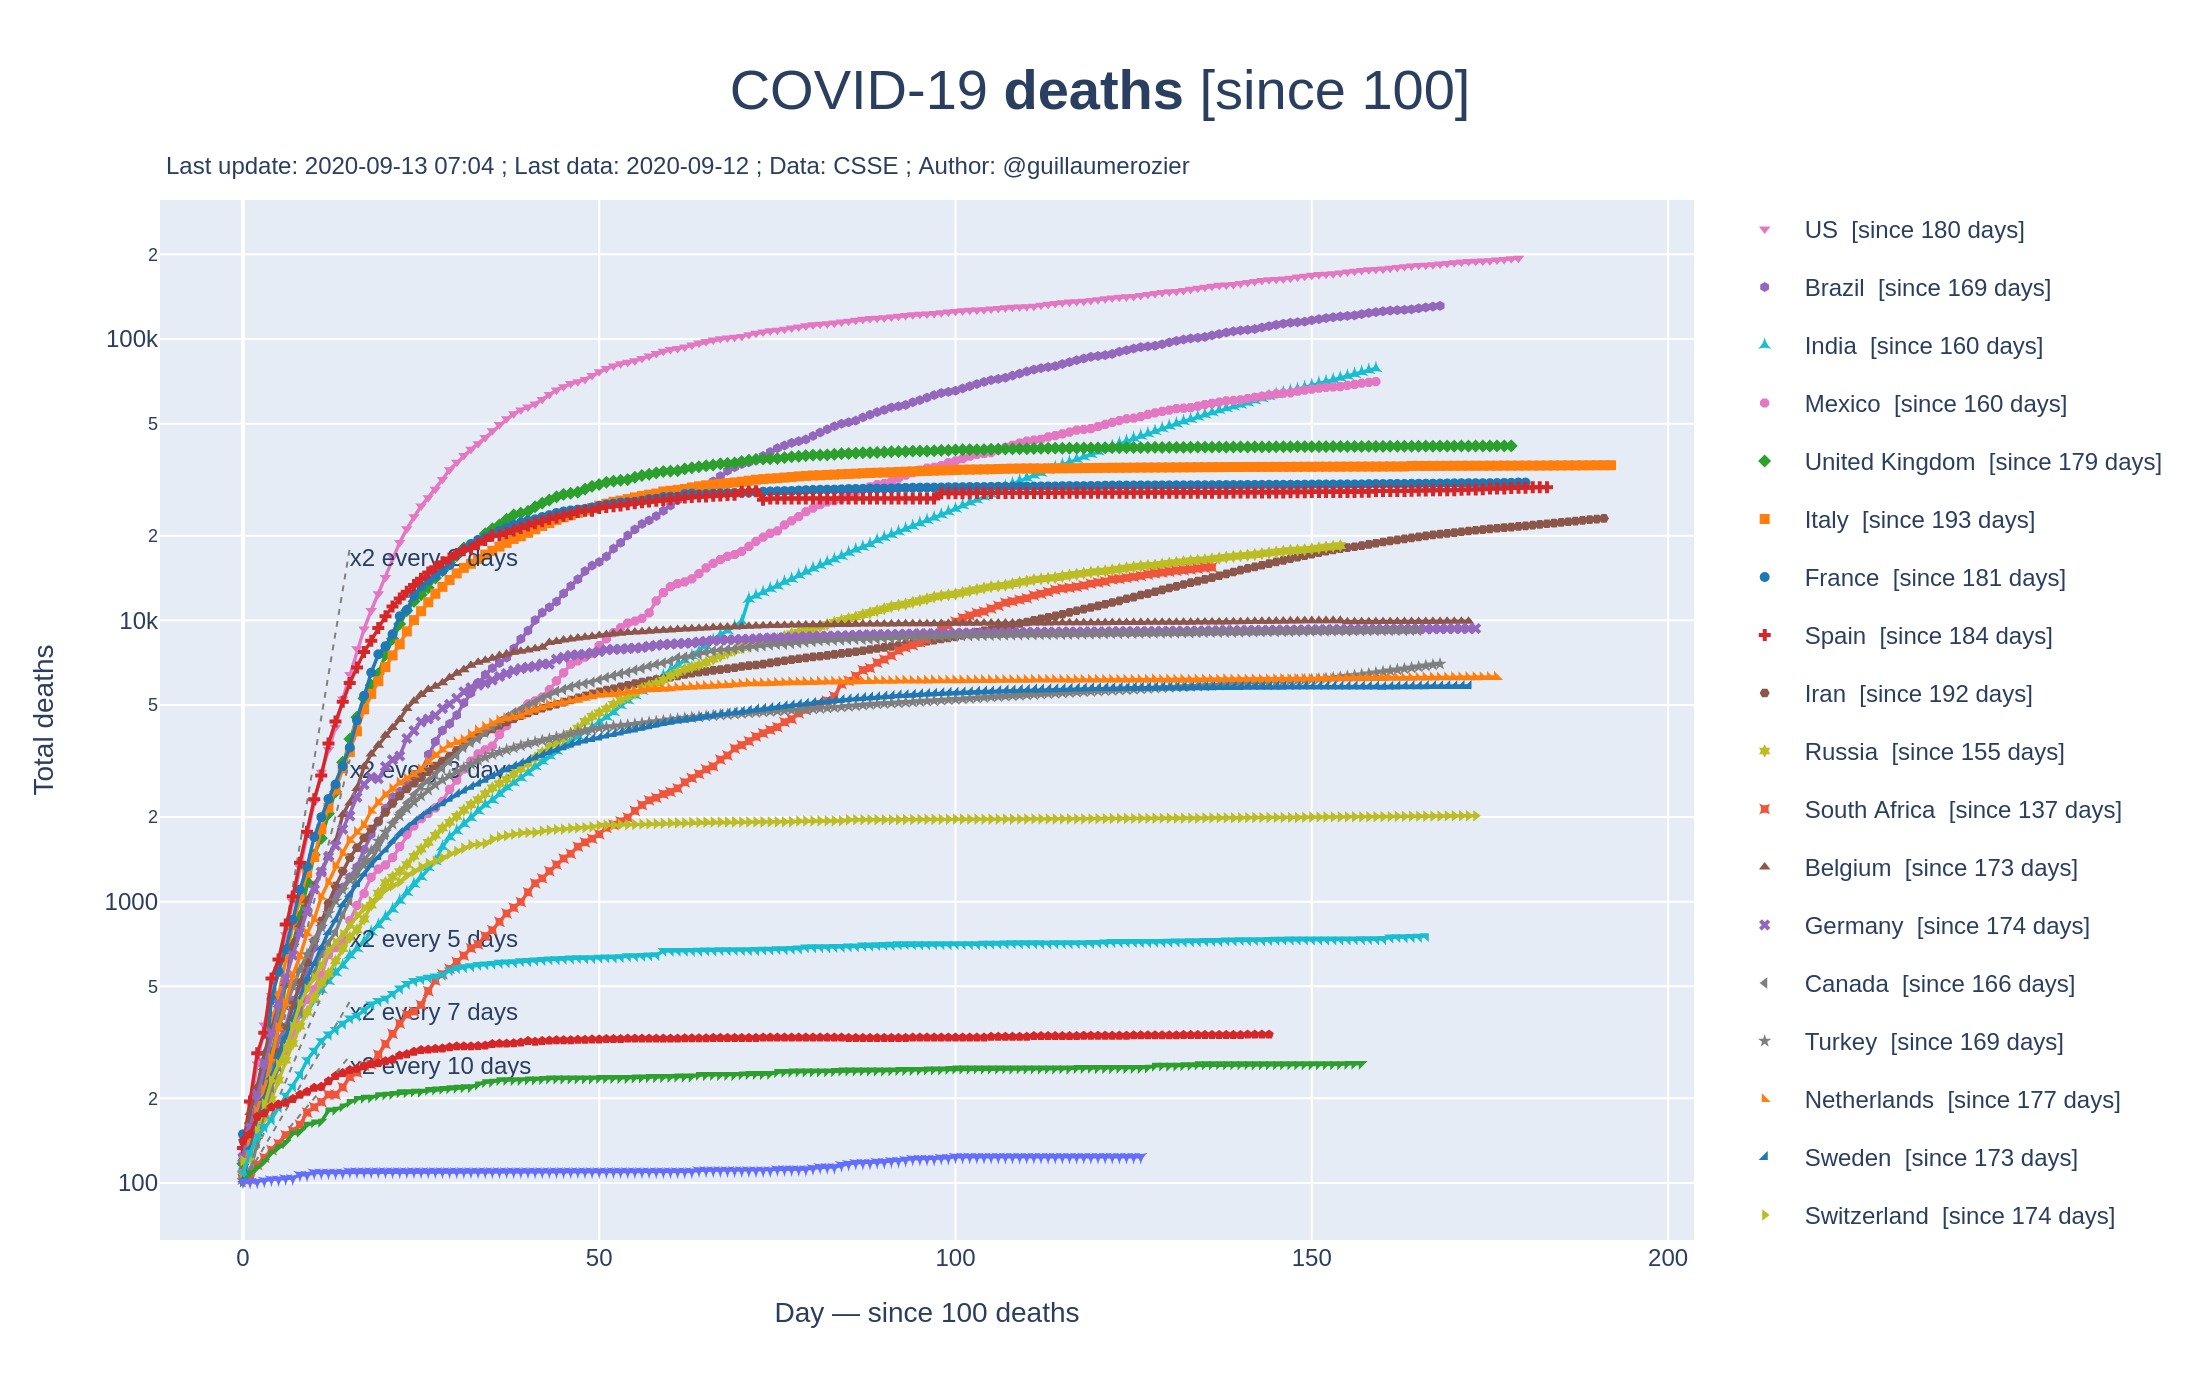 COVID-19 deaths [since 100]
Last update: 2020-09-13 07:04 ; Last data: 2020-09-12 ; Data: CSSE ; Author: @guillaumerozier
Total deaths
2
100k
5
2
10k
5
2
1000
5
2
100
x2 every 2 days
x2 every 3 days
x2 every 5 days
x2 every 7 days
x2 every 10 days
0 50 100 150 200
Day — since 100 deaths
US [since 180 days]
Brazil [since 169 days]
India [since 160 days]
Mexico [since 160 days]
United Kingdom [since 179 days]
Italy [since 193 days]
France [since 181 days]
Spain [since 184 days]
Iran [since 192 days]
Russia [since 155 days]
South Africa [since 137 days]
Belgium [since 173 days]
Germany [since 174 days]
Canada [since 166 days]
Turkey [since 169 days]
Netherlands [since 177 days]
Sweden [since 173 days]
Switzerland [since 174 days]